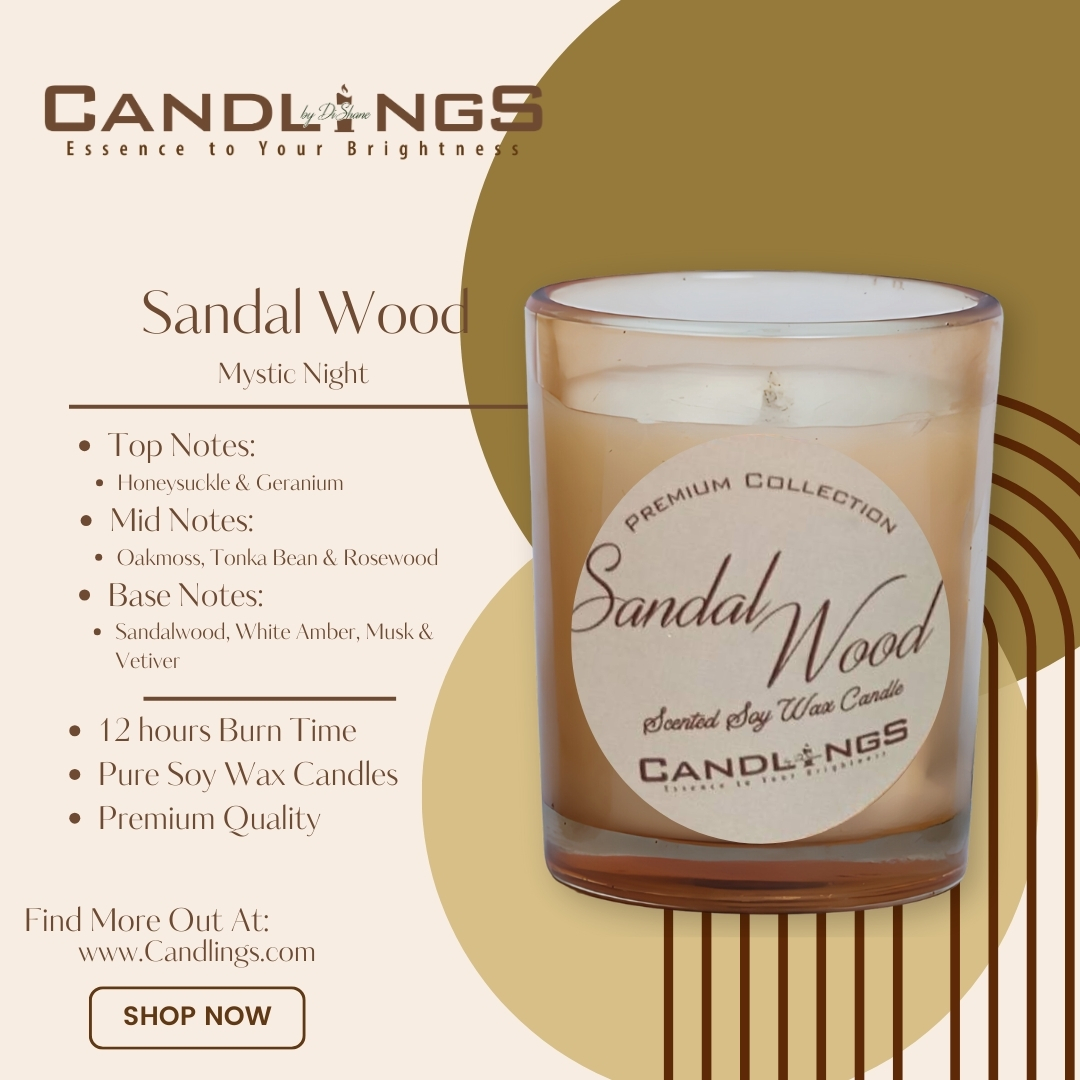 CANDLINGS
by DiShane
Essence to Your Brightness
Sandal Wood
Mystic Night
• Top Notes:
• Honeysuckle & Geranium
• Mid Notes:
• Oakmoss, Tonka Bean & Rosewood
• Base Notes:
• Sandalwood, White Amber, Musk &
Vetiver
• 12 hours Burn Time
• Pure Soy Wax Candles
• Premium Quality
Find More Out At:
www.Candlings.com
SHOP NOW
PREMIUM COLLECTION
Sandal
Wood
Scented Soy Wax Candle
CANDLINGS
Essence to Your Brightness